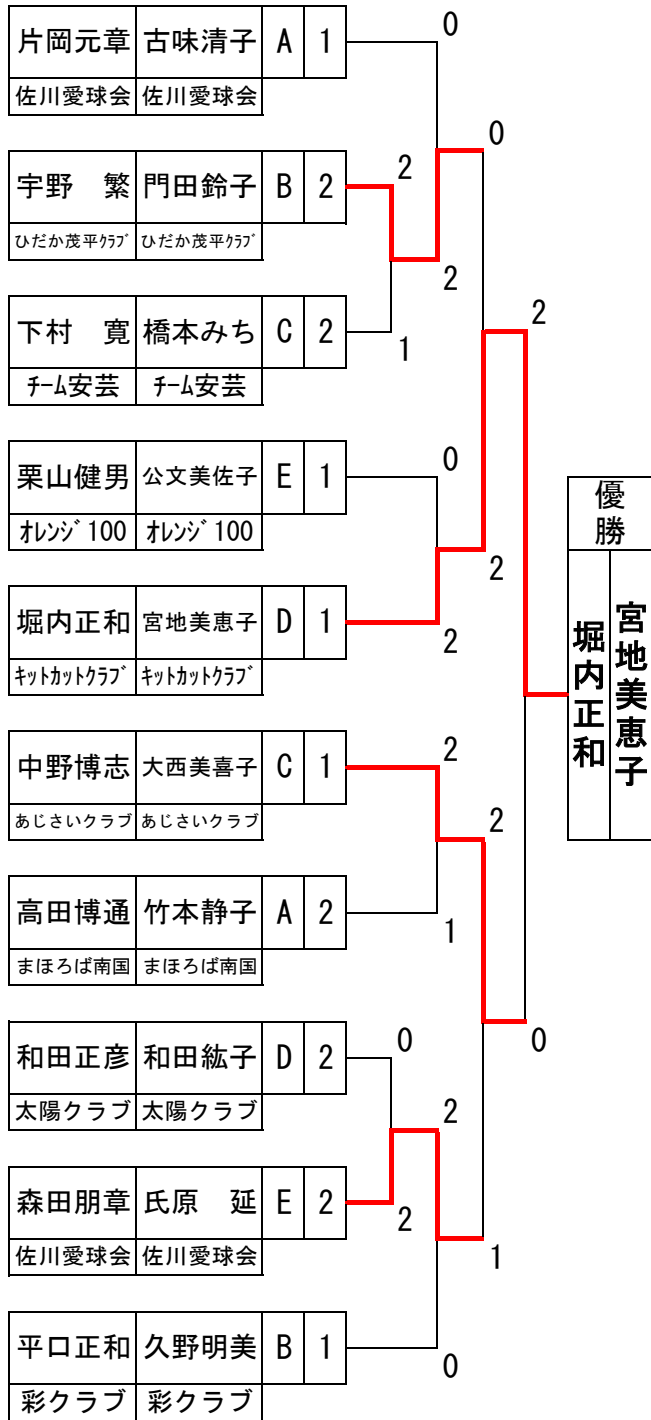 片岡元章 古味清子 A 1
佐川愛球会 佐川愛球会
0
0
宇野　繁 門田鈴子 B 2
ひだか茂平ｸﾗﾌﾞ ひだか茂平ｸﾗﾌﾞ
2
2
下村　寛 橋本みち C 2
ﾁｰﾑ安芸 ﾁｰﾑ安芸
1
2
栗山健男 公文美佐子 E 1
ｵﾚﾝｼﾞ100 ｵﾚﾝｼﾞ100
0
2
堀内正和 宮地美恵子 D 1
ｷｯﾄｶｯﾄｸﾗﾌﾞ ｷｯﾄｶｯﾄｸﾗﾌﾞ
2
優勝
堀内正和
宮地美恵子
中野博志 大西美喜子 C 1
あじさいクラブ あじさいクラブ
2
2
高田博通 竹本静子 A 2
まほろば南国 まほろば南国
1
0
和田正彦 和田紘子 D 2
太陽クラブ 太陽クラブ
0
2
森田朋章 氏原　延 E 2
佐川愛球会 佐川愛球会
2
1
平口正和 久野明美 B 1
彩クラブ 彩クラブ
0